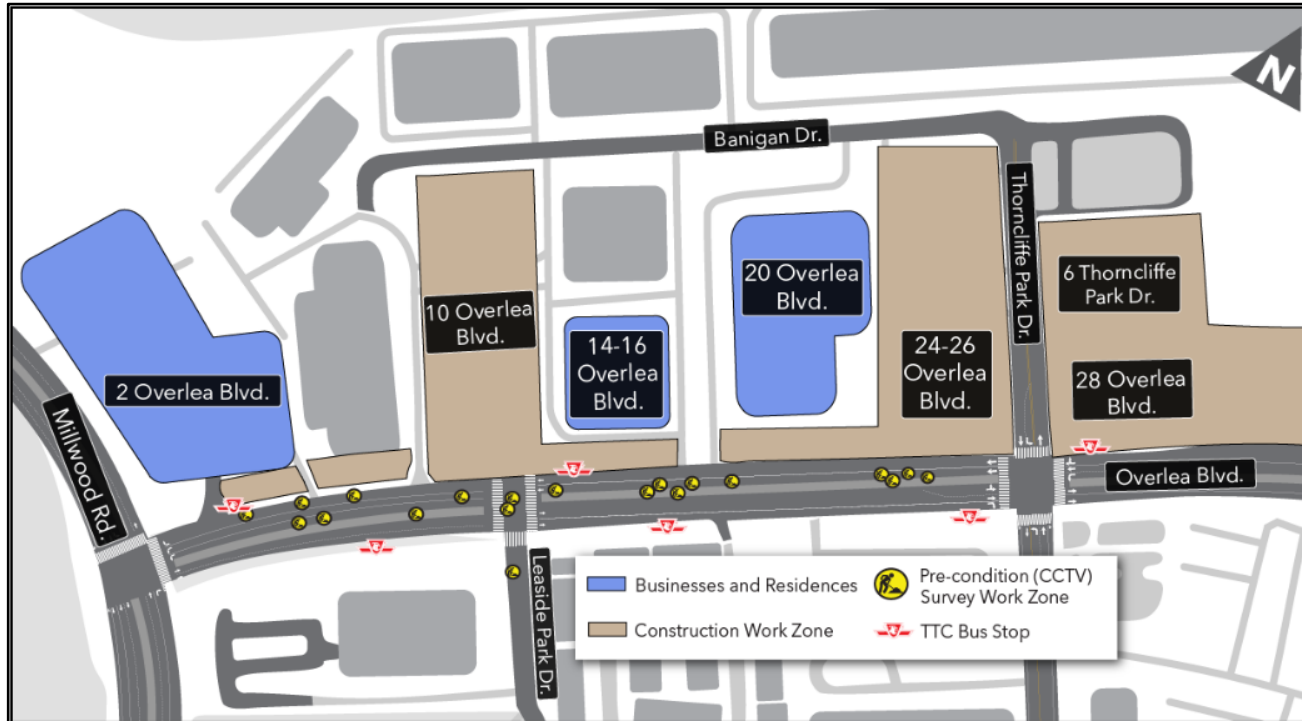 N
Banigan Dr.
Thorncliffe Park Dr.
20 Overlea
Blvd.
6 Thorncliffe
Park Dr.
10 Overlea
Blvd.
14-16
Overlea
Blvd.
24-26
Overlea
Blvd.
2 Overlea Blvd.
28 Overlea
Blvd.
Millwood Rd.
Overlea Blvd.
Leaside Park Dr.
Businesses and Residences
Pre-condition (CCTV)
Survey Work Zone
Construction Work Zone
TTC Bus Stop